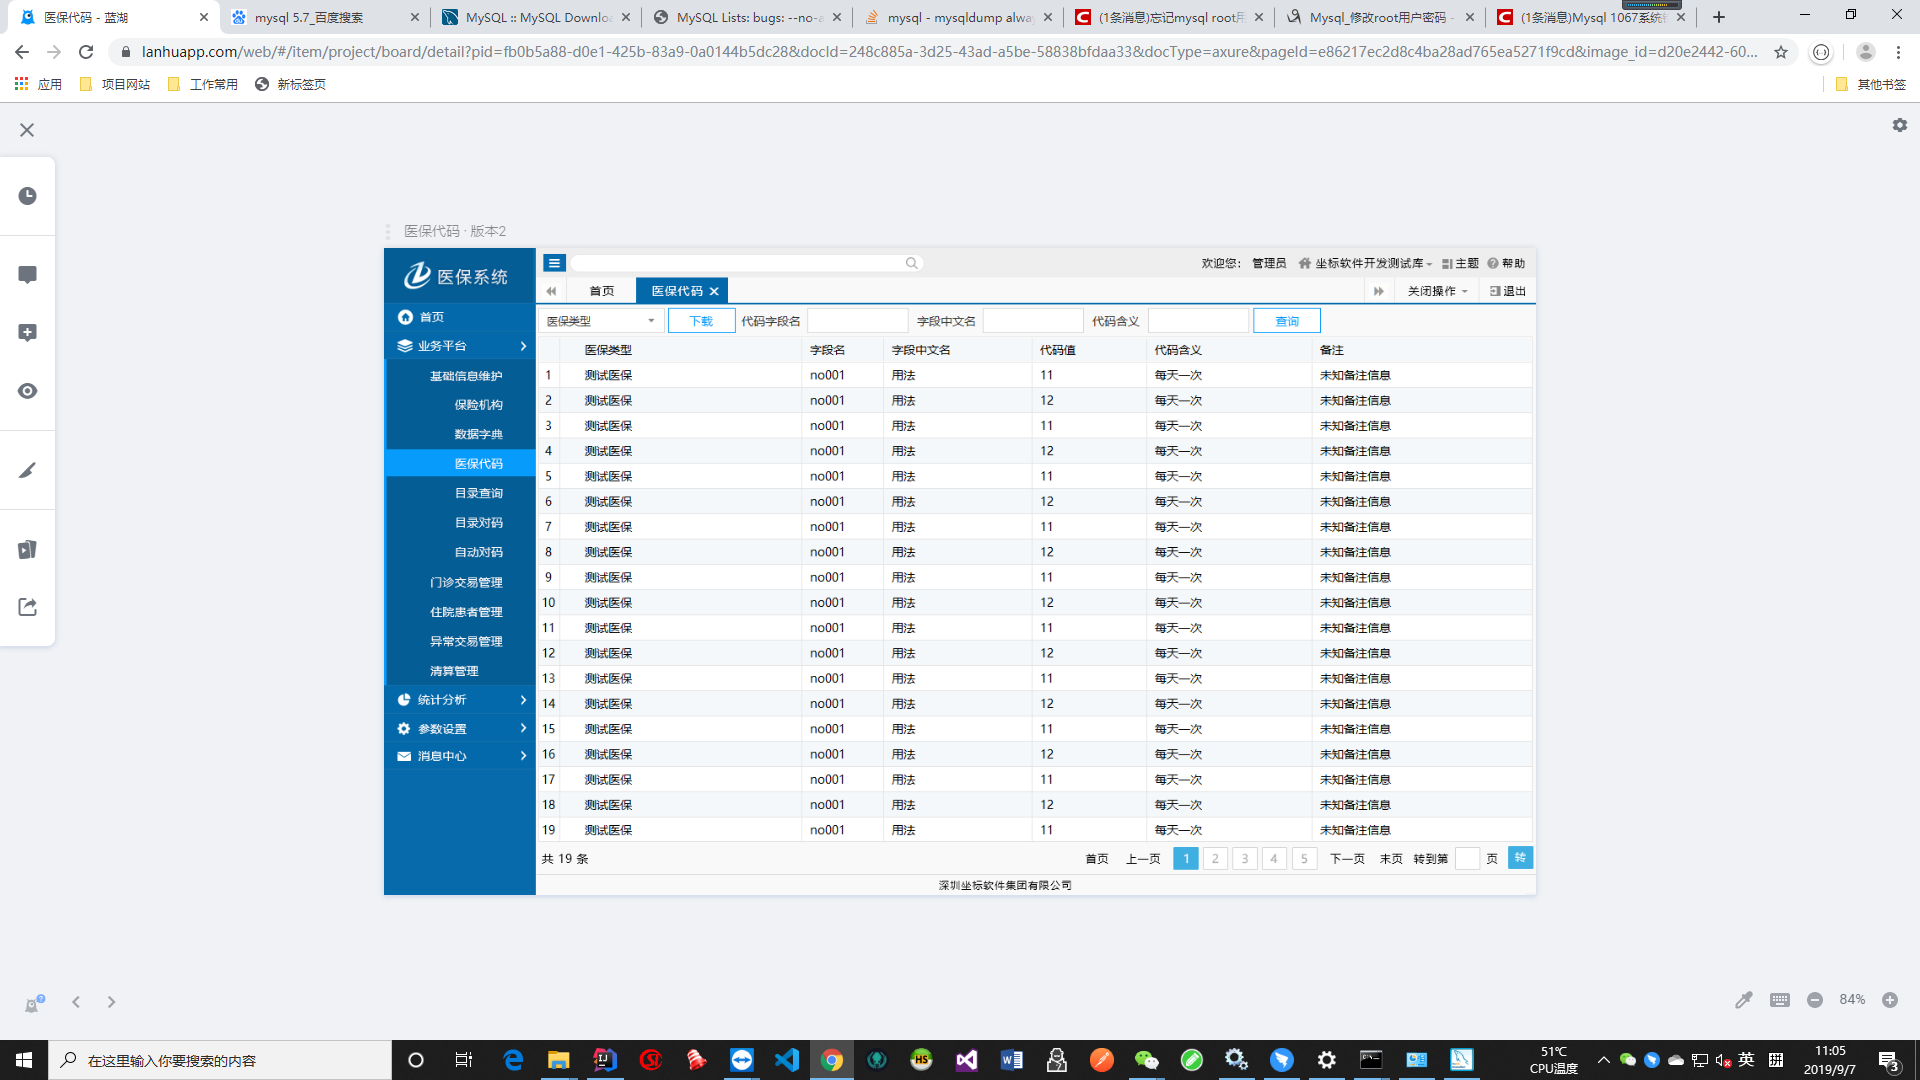 医保代码 - 蓝湖
mysql 5.7_百度搜索
MySQL :: MySQL Downlo
MySQL Lists: bugs: --no-
mysql - mysqldump alwa
(1条消息)忘记mysql root用
Mysql_修改root用户密码 -
(1条消息)Mysql 1067系统
lanhuapp.com/web/#/item/project/board/detail?pid=fb0b5a88-d0e1-425b-83a9-0a0144b5dc28&docId=248c885a-3d25-43ad-a5be-58838bfdaa33&docType=axure&pageId=e86217ec2d8c4ba28ad765ea5271f9cd&image_id=d20e2442-60...
应用 项目网站 工作常用 新标签页 其他书签
医保代码 · 版本2
医保系统
欢迎您: 管理员 坐标软件开发测试库 主题 帮助
首页 医保代码 关闭操作 退出
首页
业务平台
基础信息维护
保险机构
数据字典
医保代码
目录查询
目录对码
自动对码
门诊交易管理
住院患者管理
异常交易管理
清算管理
统计分析
参数设置
消息中心
医保类型 下载 代码字段名 字段中文名 代码含义 查询
医保类型 字段名 字段中文名 代码值 代码含义 备注
1 测试医保 no001 用法 11 每天一次 未知备注信息
2 测试医保 no001 用法 12 每天一次 未知备注信息
3 测试医保 no001 用法 11 每天一次 未知备注信息
4 测试医保 no001 用法 12 每天一次 未知备注信息
5 测试医保 no001 用法 11 每天一次 未知备注信息
6 测试医保 no001 用法 12 每天一次 未知备注信息
7 测试医保 no001 用法 11 每天一次 未知备注信息
8 测试医保 no001 用法 12 每天一次 未知备注信息
9 测试医保 no001 用法 11 每天一次 未知备注信息
10 测试医保 no001 用法 12 每天一次 未知备注信息
11 测试医保 no001 用法 11 每天一次 未知备注信息
12 测试医保 no001 用法 12 每天一次 未知备注信息
13 测试医保 no001 用法 11 每天一次 未知备注信息
14 测试医保 no001 用法 12 每天一次 未知备注信息
15 测试医保 no001 用法 11 每天一次 未知备注信息
16 测试医保 no001 用法 12 每天一次 未知备注信息
17 测试医保 no001 用法 11 每天一次 未知备注信息
18 测试医保 no001 用法 12 每天一次 未知备注信息
19 测试医保 no001 用法 11 每天一次 未知备注信息
共 19 条 首页 上一页 1 2 3 4 5 下一页 末页 转到第 页 转
深圳坐标软件集团有限公司
84%
在这里输入你要搜索的内容
51℃
CPU温度
英
11:05
2019/9/7
3